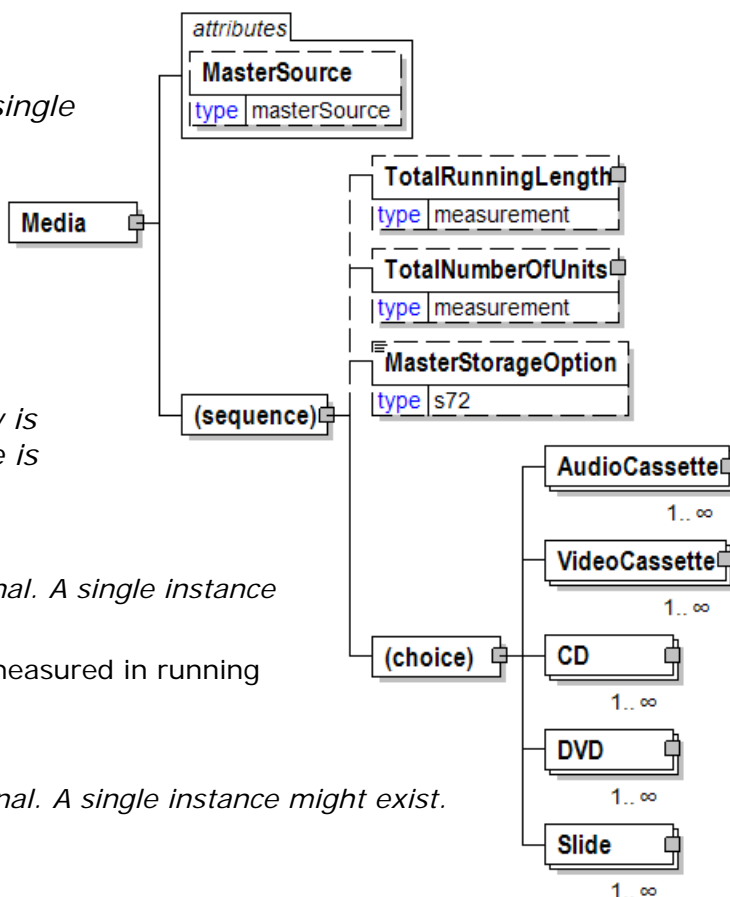 attributes
MasterSource
type masterSource
single
TotalRunningLength
type measurement
Media
TotalNumberOfUnits
type measurement
MasterStorageOption
type s72
(sequence)
is
e is
AudioCassette
1.. ∞
VideoCassette
1.. ∞
nal. A single instance
measured in running
(choice)
CD
1.. ∞
DVD
1.. ∞
nal. A single instance might exist.
Slide
1.. ∞